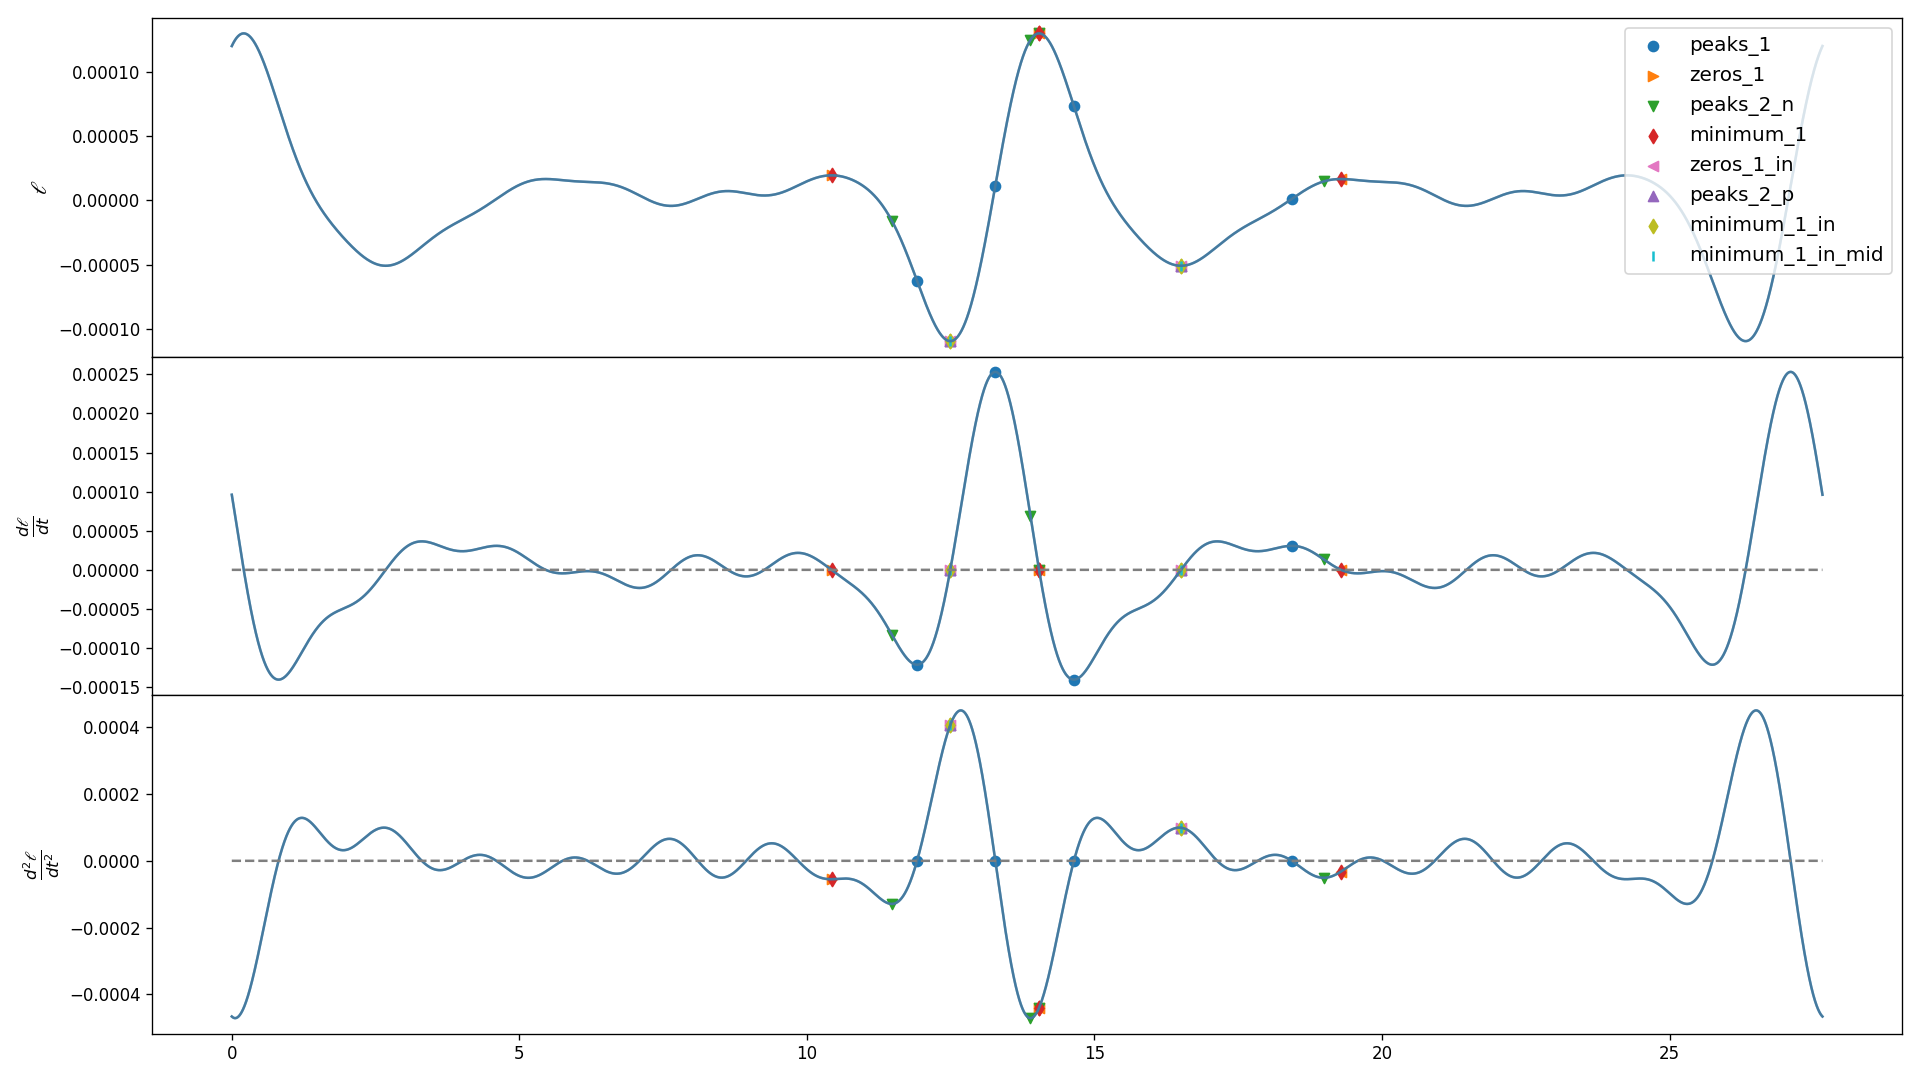 ℓ
0.00010
0.00005
0.00000
−0.00005
−0.00010
peaks_1
zeros_1
peaks_2_n
minimum_1
zeros_1_in
peaks_2_p
minimum_1_in
minimum_1_in_mid
dℓ
dt
0.00025
0.00020
0.00015
0.00010
0.00005
0.00000
−0.00005
−0.00010
−0.00015
d²ℓ
dt²
0.0004
0.0002
0.0000
−0.0002
−0.0004
0 5 10 15 20 25